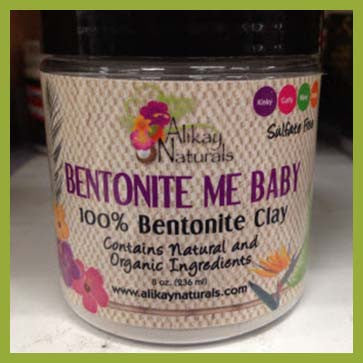 Kinky Curly
Alikay
Naturals
Sulfate Free
BENTONITE ME BABY
100% Bentonite Clay
Contains Natural and
Organic Ingredients
8 oz. (236 ml)
www.alikaynaturals.com